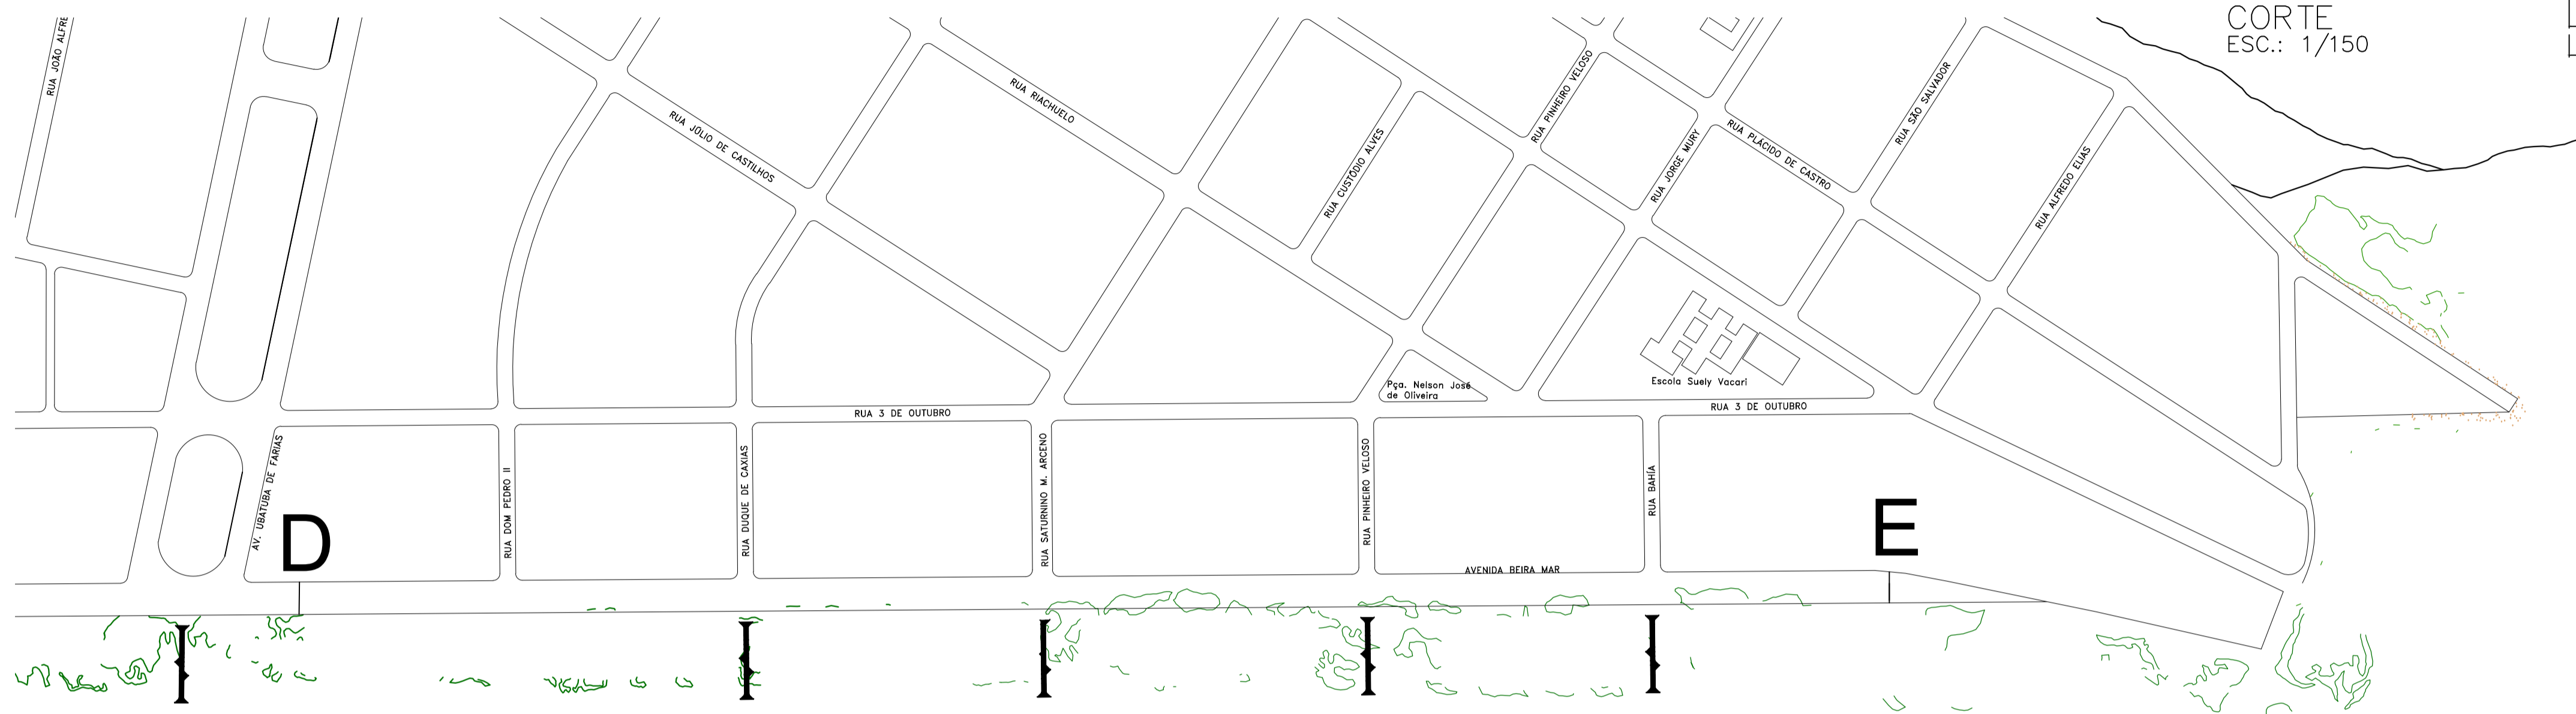 CORTE
ESC.: 1/150
RUA JOÃO ALFRE
RUA RIACHUELO
RUA JÚLIO DE CASTILHOS
RUA CUSTÓDIO ALVES
RUA PINHEIRO VELOSO
RUA JORGE MURY
RUA PLÁCIDO DE CASTRO
RUA SÃO SALVADOR
RUA ALFREDO ELIAS
Pça. Nelson José
de Oliveira
Escola Suely Vacari
RUA 3 DE OUTUBRO
RUA 3 DE OUTUBRO
AV. UBATUBA DE FARIAS
D
RUA DOM PEDRO II
RUA DUQUE DE CAXIAS
RUA SATURNINO M. ARCENO
RUA PINHEIRO VELOSO
RUA BAHÍA
E
AVENIDA BEIRA MAR